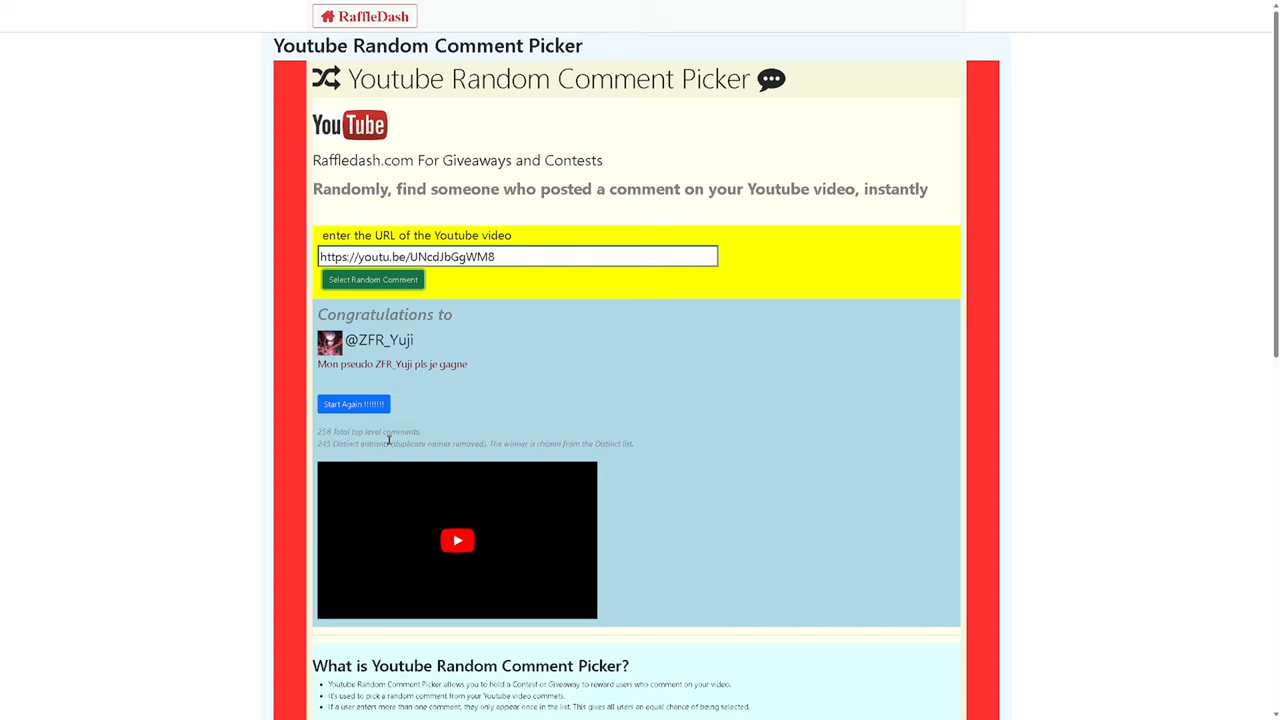 RaffleDash
Youtube Random Comment Picker
Youtube Random Comment Picker
YouTube
Raffledash.com For Giveaways and Contests
Randomly, find someone who posted a comment on your Youtube video, instantly
enter the URL of the Youtube video
https://youtu.be/UNcdJbGgWM8
Select Random Comment
Congratulations to
@ZFR_Yuji
Mon pseudo ZFR_Yuji pls je gagne
Start Again !!!!!!!!
258 Total top level comments.
245 Distinct entrants (duplicate names removed). The winner is chosen from the Distinct list.
What is Youtube Random Comment Picker?
Youtube Random Comment Picker allows you to hold a Contest or Giveaway to reward users who comment on your video.
It's used to pick a random comment from your Youtube video commets.
If a user enters more than one comment, they only appear once in the list. This gives all users an equal chance of being selected.